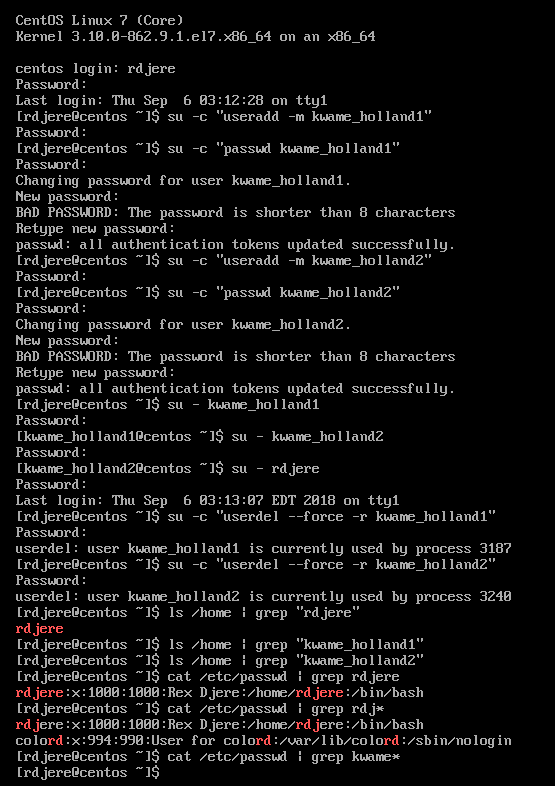 CentOS Linux 7 (Core)
Kernel 3.10.0-862.9.1.el7.x86_64 on an x86_64
centos login: rdjere
Password:
Last login: Thu Sep  6 03:12:28 on tty1
[rdjere@centos ~]$ su -c "useradd -m kwame_holland1"
Password:
[rdjere@centos ~]$ su -c "passwd kwame_holland1"
Password:
Changing password for user kwame_holland1.
New password:
BAD PASSWORD: The password is shorter than 8 characters
Retype new password:
passwd: all authentication tokens updated successfully.
[rdjere@centos ~]$ su -c "useradd -m kwame_holland2"
Password:
[rdjere@centos ~]$ su -c "passwd kwame_holland2"
Password:
Changing password for user kwame_holland2.
New password:
BAD PASSWORD: The password is shorter than 8 characters
Retype new password:
passwd: all authentication tokens updated successfully.
[rdjere@centos ~]$ su - kwame_holland1
Password:
[kwame_holland1@centos ~]$ su - kwame_holland2
Password:
[kwame_holland2@centos ~]$ su - rdjere
Password:
Last login: Thu Sep  6 03:13:07 EDT 2018 on tty1
[rdjere@centos ~]$ su -c "userdel --force -r kwame_holland1"
Password:
userdel: user kwame_holland1 is currently used by process 3187
[rdjere@centos ~]$ su -c "userdel --force -r kwame_holland2"
Password:
userdel: user kwame_holland2 is currently used by process 3240
[rdjere@centos ~]$ ls /home | grep "rdjere"
rdjere
[rdjere@centos ~]$ ls /home | grep "kwame_holland1"
[rdjere@centos ~]$ ls /home | grep "kwame_holland2"
[rdjere@centos ~]$ cat /etc/passwd | grep rdjere
rdjere:x:1000:1000:Rex Djere:/home/rdjere:/bin/bash
[rdjere@centos ~]$ cat /etc/passwd | grep rdj*
rdjere:x:1000:1000:Rex Djere:/home/rdjere:/bin/bash
colord:x:994:990:User for colord:/var/lib/colord:/sbin/nologin
[rdjere@centos ~]$ cat /etc/passwd | grep kwame*
[rdjere@centos ~]$